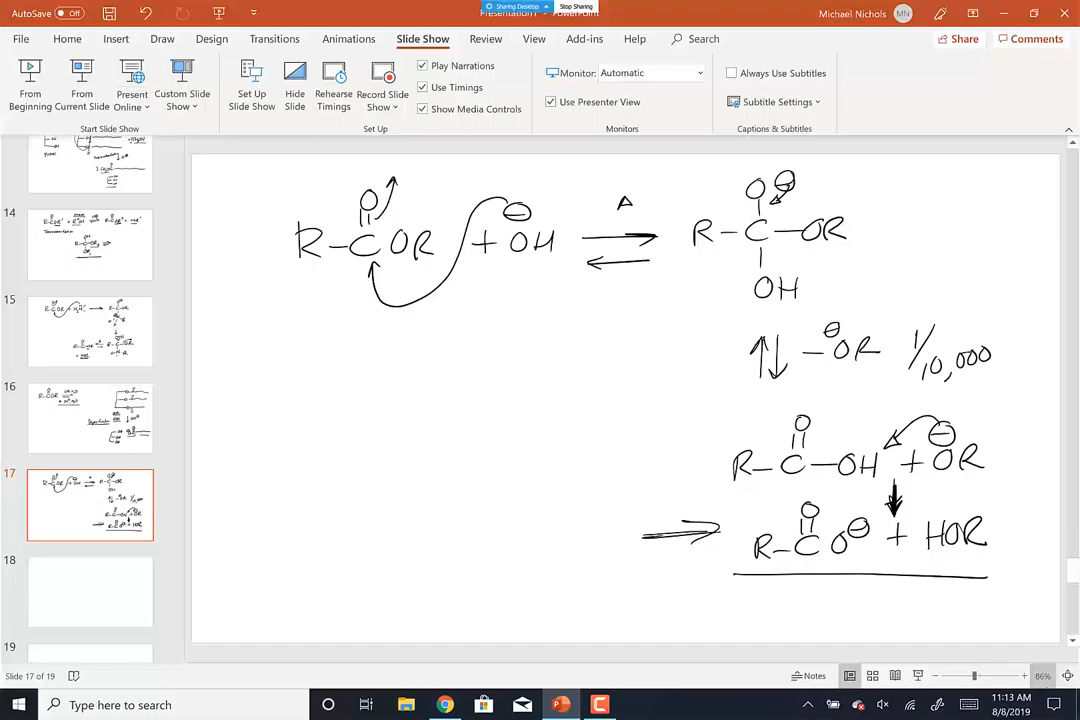 AutoSave Off
Presentation1 - PowerPoint
Sharing Desktop
Stop Sharing
Michael Nichols MN
File Home Insert Draw Design Transitions Animations Slide Show Review View Add-ins Help Search
Share Comments
From Beginning
From Current Slide
Present Online
Custom Slide Show
Set Up Slide Show
Hide Slide
Rehearse Timings
Record Slide Show
Play Narrations
Use Timings
Show Media Controls
Monitor: Automatic
Use Presenter View
Always Use Subtitles
Subtitle Settings
Start Slide Show
Set Up
Monitors
Captions & Subtitles
14
15
16
17
18
19
O
R-C OR + ⊖OH
Δ
O ⊖
R-C-OR
OH
- ⊖OR 1/10,000
O
R-C-OH + ⊖OR
O
R-C O⊖ + HOR
Slide 17 of 19
Notes
86%
Type here to search
11:13 AM
8/8/2019